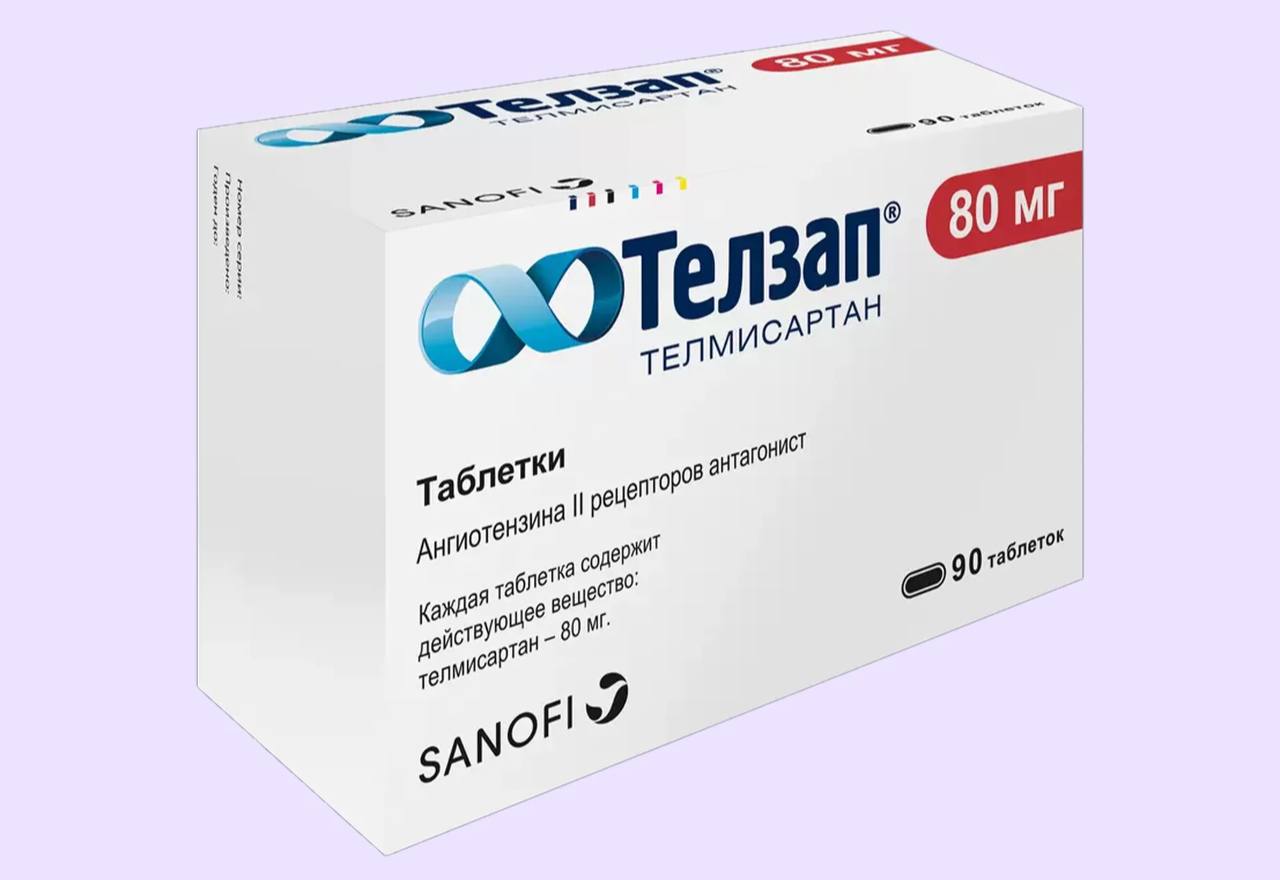 Телзап®
ТЕЛМИСАРТАН
80 мг
90 таблеток
SANOFI
Номер серии:
Произведено:
Годен до:
Телзап®
ТЕЛМИСАРТАН
80 мг
Таблетки
Ангиотензина II рецепторов антагонист
Каждая таблетка содержит
действующее вещество:
телмисартан – 80 мг.
90 таблеток
SANOFI